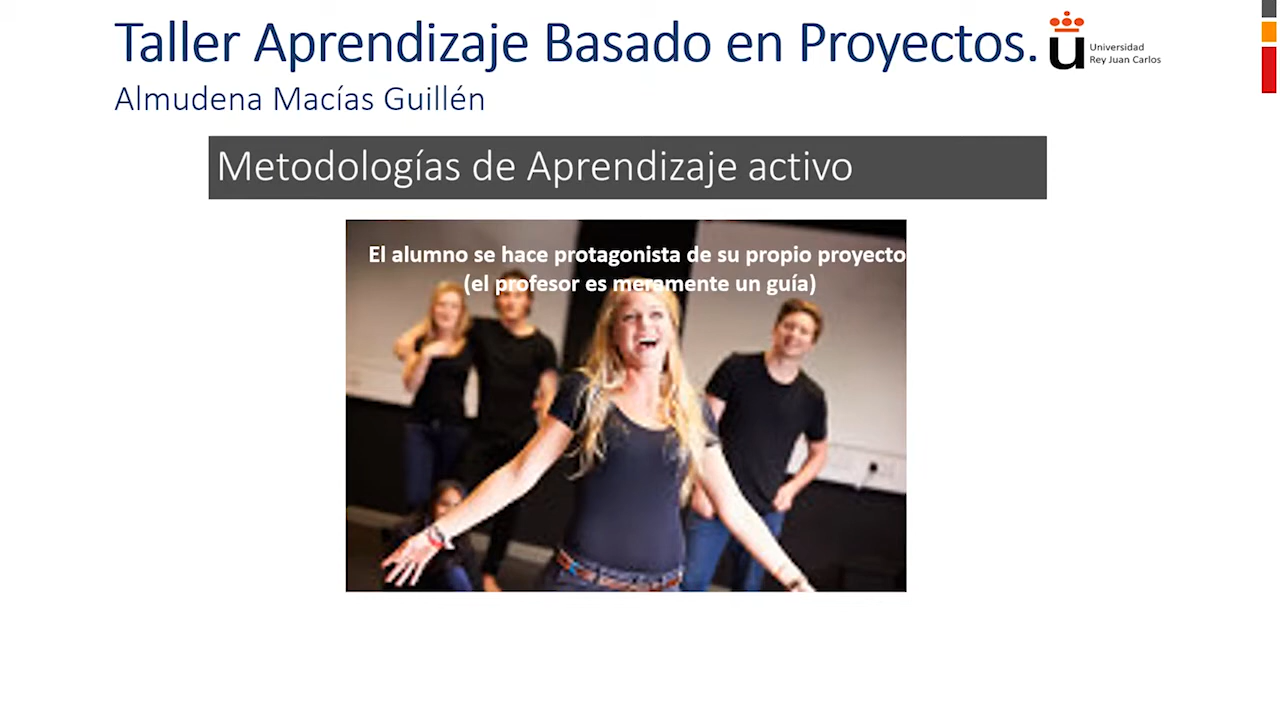 Taller Aprendizaje Basado en Proyectos.
Universidad
Rey Juan Carlos
Almudena Macías Guillén
Metodologías de Aprendizaje activo
El alumno se hace protagonista de su propio proyecto
(el profesor es meramente un guía)